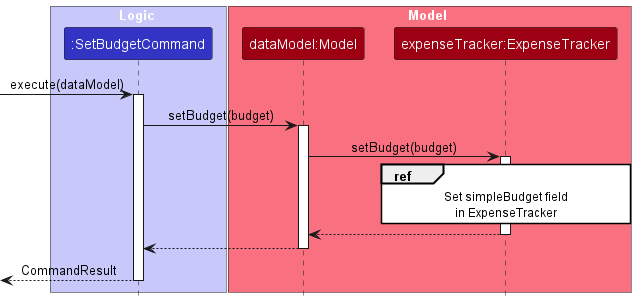 Logic
Model
:SetBudgetCommand
dataModel:Model
expenseTracker:ExpenseTracker
execute(dataModel)
setBudget(budget)
setBudget(budget)
ref
Set simpleBudget field
in ExpenseTracker
CommandResult